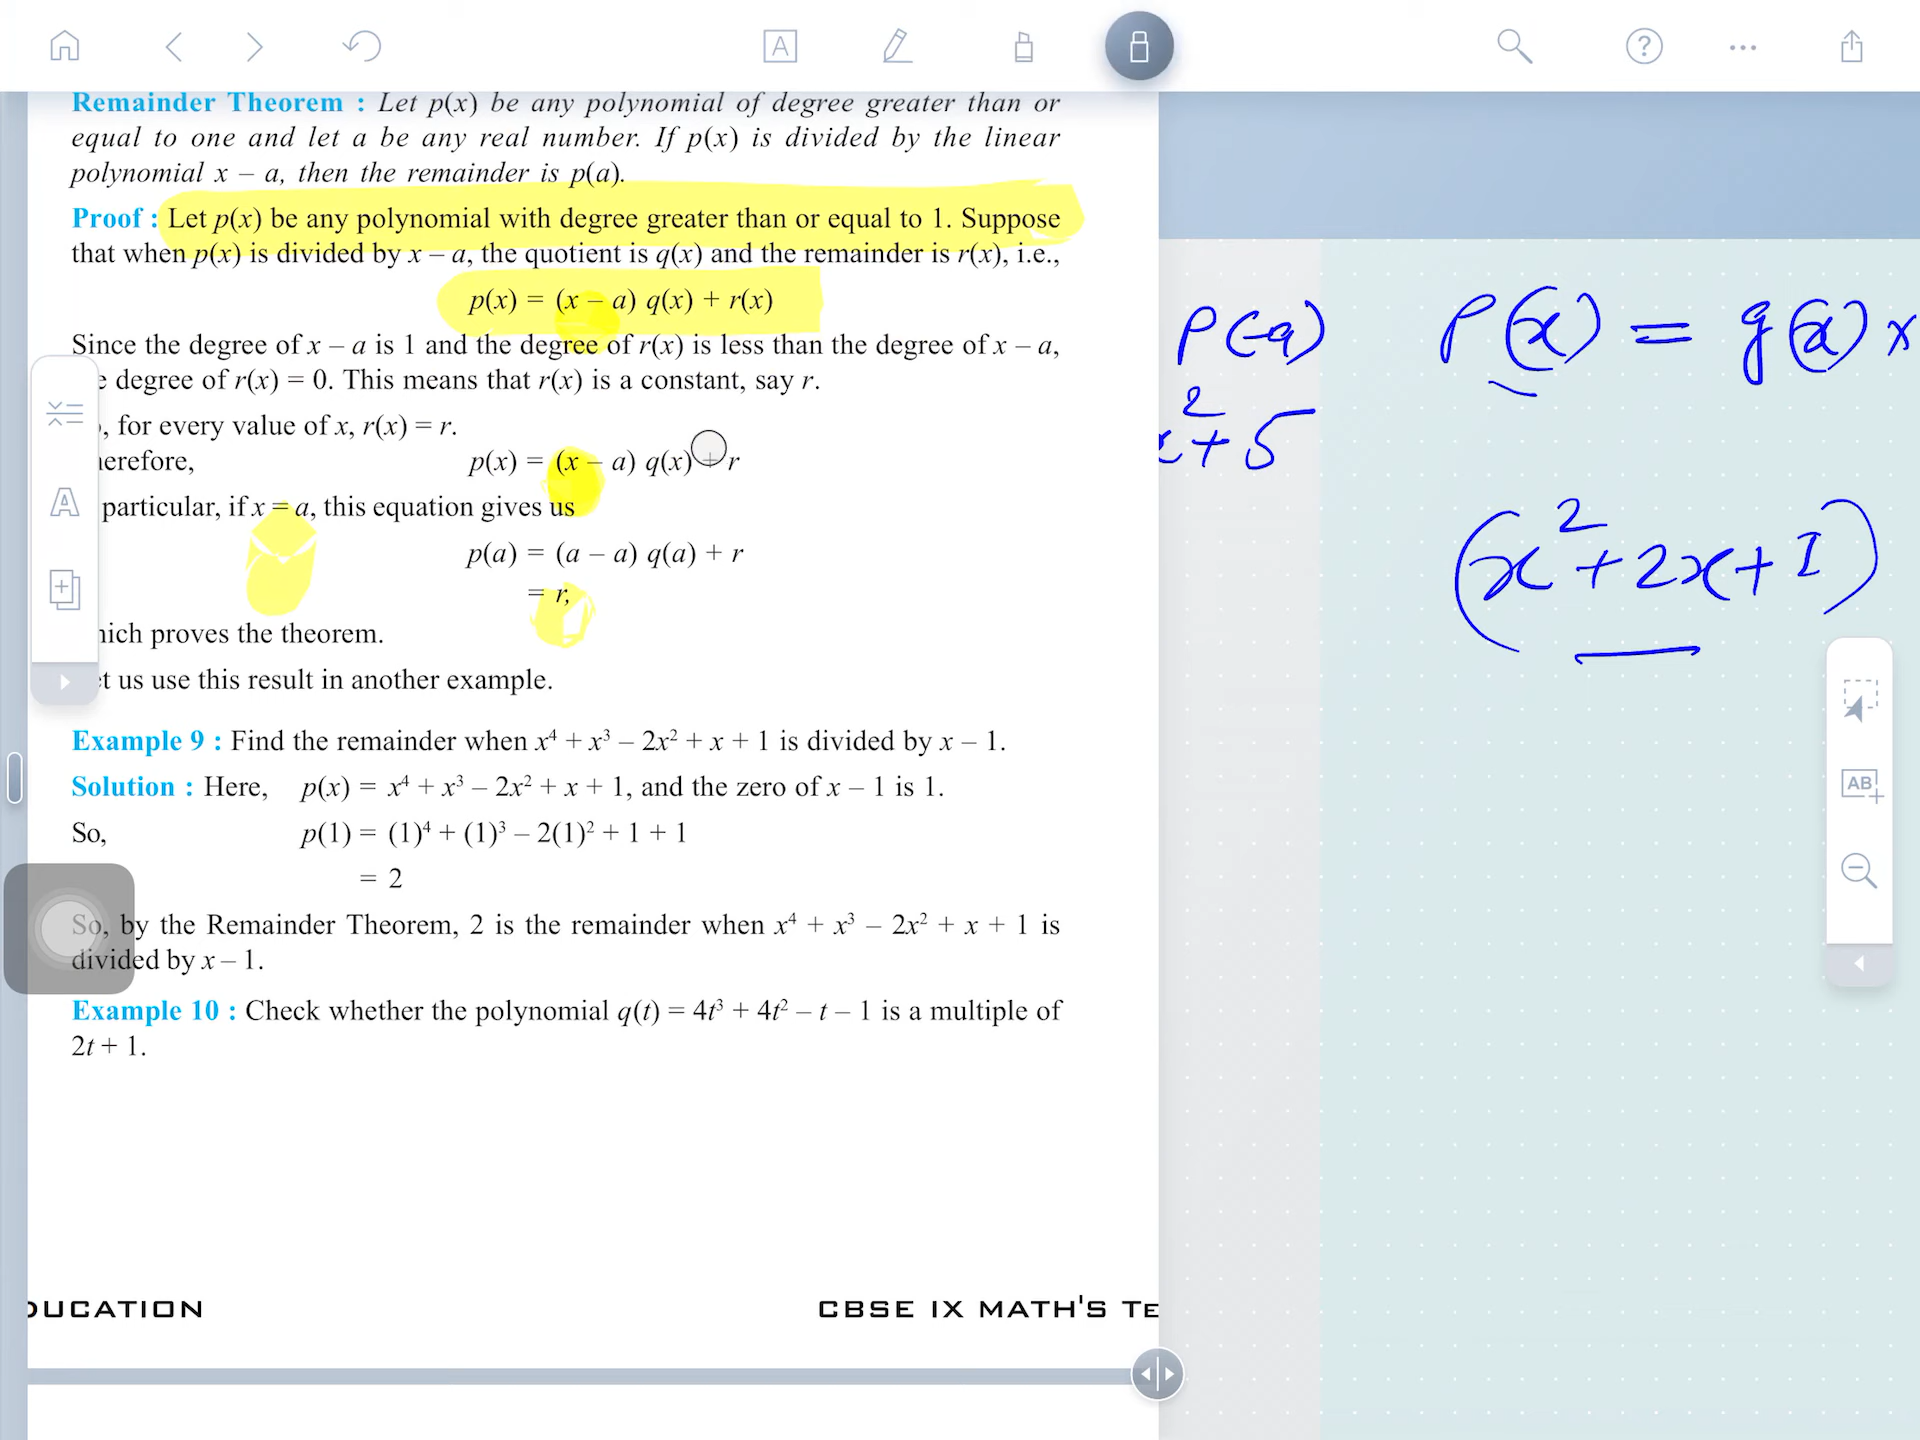 Remainder Theorem : Let p(x) be any polynomial of degree greater than or
equal to one and let a be any real number. If p(x) is divided by the linear
polynomial x – a, then the remainder is p(a).
Proof : Let p(x) be any polynomial with degree greater than or equal to 1. Suppose
that when p(x) is divided by x – a, the quotient is q(x) and the remainder is r(x), i.e.,
p(x) = (x – a) q(x) + r(x)
Since the degree of x – a is 1 and the degree of r(x) is less than the degree of x – a,
e degree of r(x) = 0. This means that r(x) is a constant, say r.
, for every value of x, r(x) = r.
erefore, p(x) = (x – a) q(x) + r
particular, if x = a, this equation gives us
p(a) = (a – a) q(a) + r
= r,
hich proves the theorem.
t us use this result in another example.
Example 9 : Find the remainder when x⁴ + x³ – 2x² + x + 1 is divided by x – 1.
Solution : Here, p(x) = x⁴ + x³ – 2x² + x + 1, and the zero of x – 1 is 1.
So, p(1) = (1)⁴ + (1)³ – 2(1)² + 1 + 1
= 2
So, by the Remainder Theorem, 2 is the remainder when x⁴ + x³ – 2x² + x + 1 is
divided by x – 1.
Example 10 : Check whether the polynomial q(t) = 4t³ + 4t² – t – 1 is a multiple of
2t + 1.
DUCATION
CBSE IX MATH'S TE
P(-a)
x² + 5
P(x) = g(x) x
(x² + 2x + 1)
A
A
AB
?